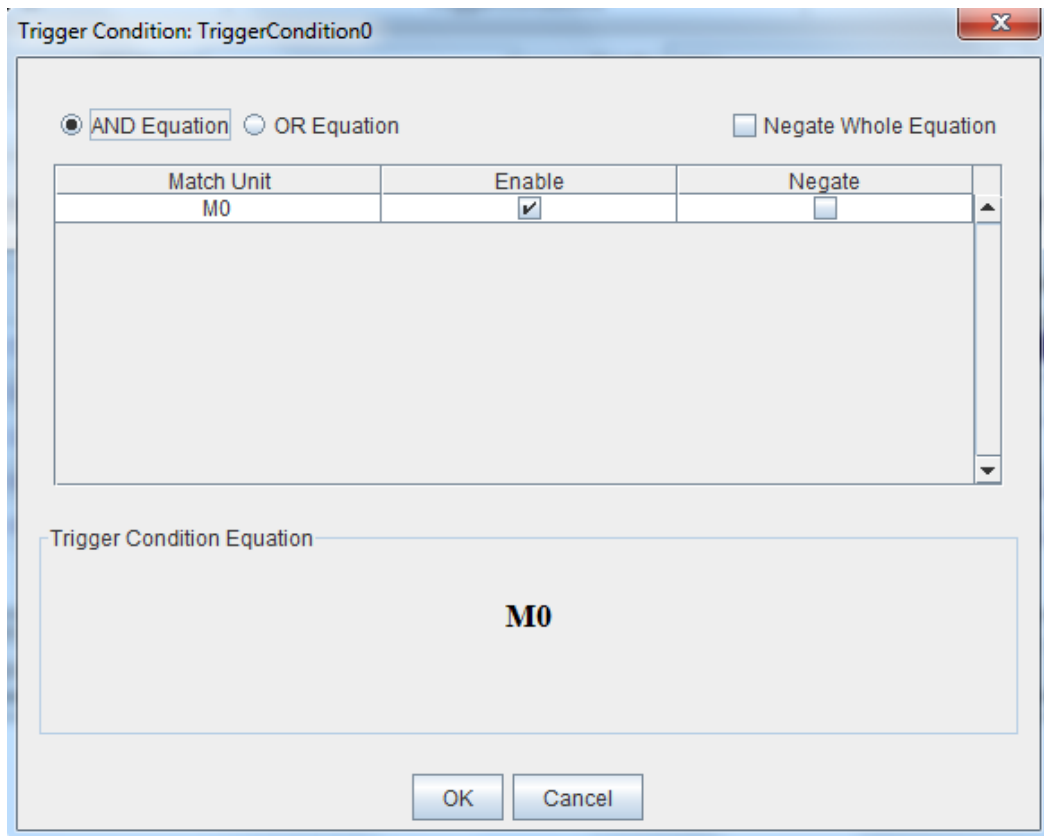 Trigger Condition: TriggerCondition0
AND Equation OR Equation Negate Whole Equation
Match Unit Enable Negate
M0
Trigger Condition Equation
M0
OK Cancel